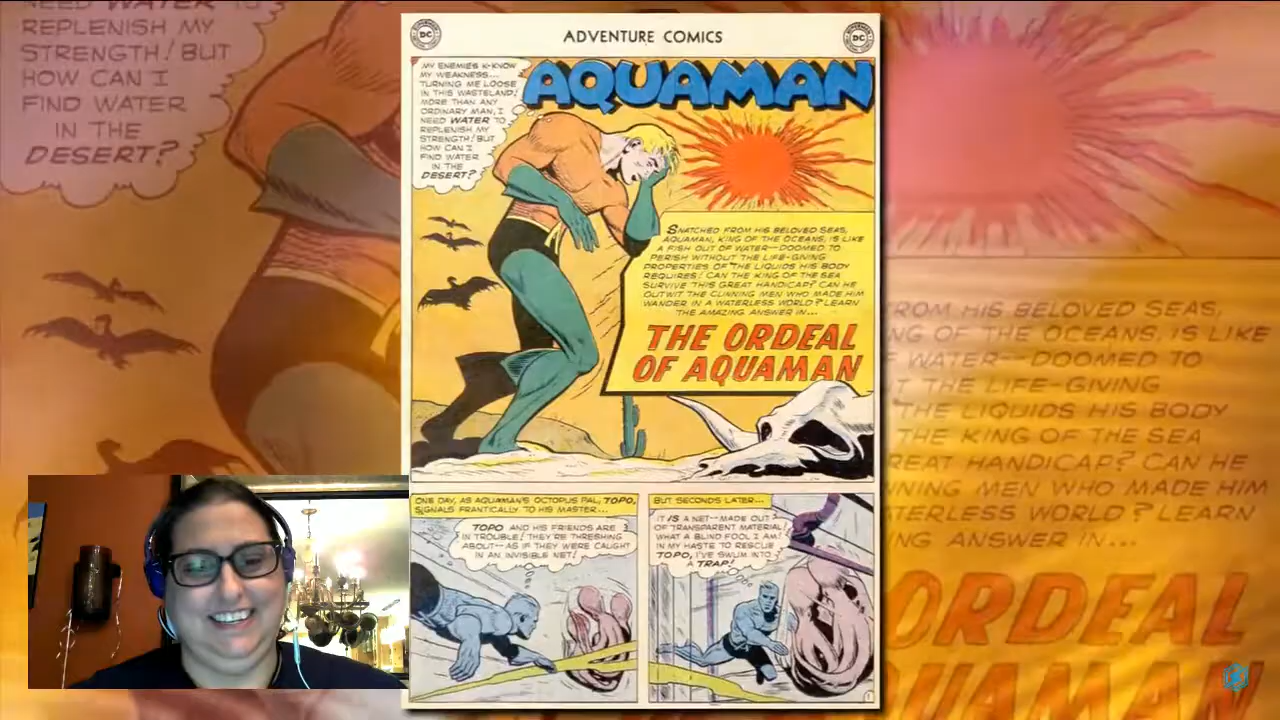 NEED WATER TO
REPLENISH MY
STRENGTH! BUT
HOW CAN I
FIND WATER
IN THE
DESERT?
DC
ADVENTURE COMICS
DC
MY ENEMIES K-KNOW
MY WEAKNESS...
TURNING ME LOOSE
IN THIS WASTELAND!
MORE THAN ANY
ORDINARY MAN, I
NEED WATER TO
REPLENISH MY
STRENGTH! BUT
HOW CAN I
FIND WATER
IN THE
DESERT?
AQUAMAN
SNATCHED FROM HIS BELOVED SEAS,
AQUAMAN, KING OF THE OCEANS, IS LIKE
A FISH OUT OF WATER--DOOMED TO
PERISH WITHOUT THE LIFE-GIVING
PROPERTIES OF THE LIQUIDS HIS BODY
REQUIRES! CAN THE KING OF THE SEA
SURVIVE THIS GREAT HANDICAP? CAN HE
OUTWIT THE CUNNING MEN WHO MADE HIM
WANDER IN A WATERLESS WORLD? LEARN
THE AMAZING ANSWER IN...
THE ORDEAL
OF AQUAMAN
ONE DAY, AS AQUAMAN'S OCTOPUS PAL, TOPO,
SIGNALS FRANTICALLY TO HIS MASTER...
TOPO AND HIS FRIENDS ARE
IN TROUBLE! THEY'RE THRESHING
ABOUT--AS IF THEY WERE CAUGHT
IN AN INVISIBLE NET!
BUT SECONDS LATER...
IT IS A NET--MADE OUT
OF TRANSPARENT MATERIAL!
WHAT A BLIND FOOL I AM!
IN MY HASTE TO RESCUE
TOPO, I'VE SWUM INTO
A TRAP!
1
FROM HIS BELOVED SEAS,
NG OF THE OCEANS, IS LIKE
F WATER--DOOMED TO
T THE LIFE-GIVING
THE LIQUIDS HIS BODY
THE KING OF THE SEA
REAT HANDICAP? CAN HE
NNING MEN WHO MADE HIM
TERLESS WORLD? LEARN
ING ANSWER IN...
ORDEAL
QUAMAN